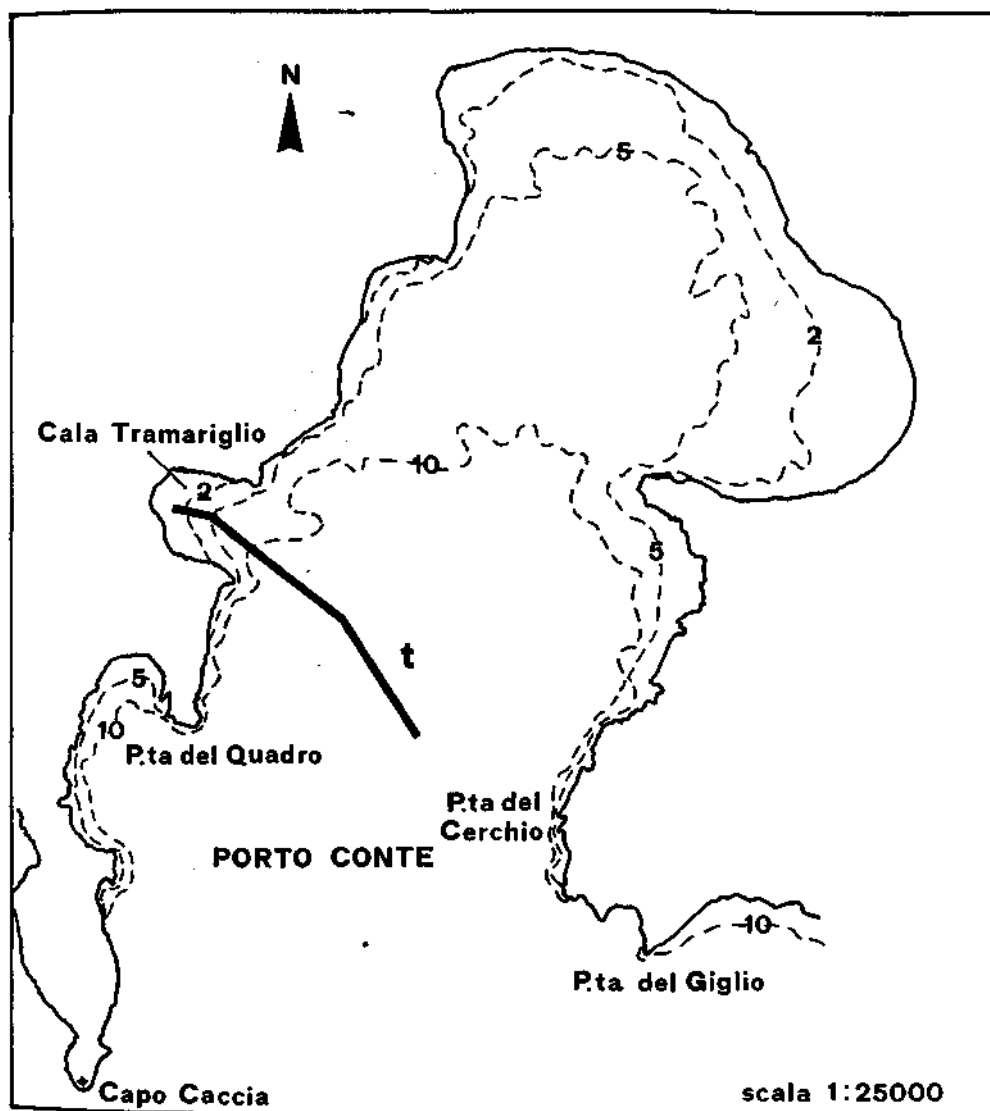 N
5
2
Cala Tramariglio
10
2
5
t
5
10
P.ta del Quadro
P.ta del
Cerchio
PORTO CONTE
10
P.ta del Giglio
Capo Caccia
scala 1:25000